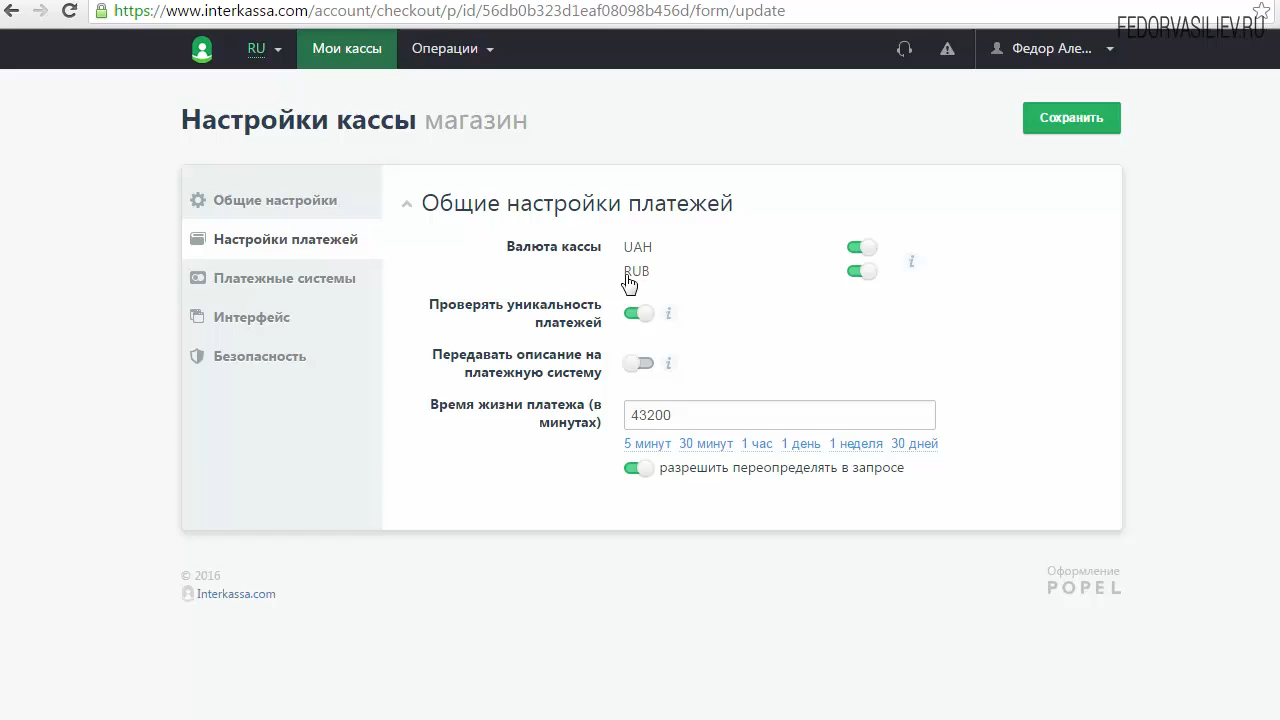 https://www.interkassa.com/account/checkout/p/id/56db0b323d1eaf08098b456d/form/update
FEDORVASILIEV.RU
RU Мои кассы Операции Федор Але...
Настройки кассы магазин
Сохранить
Общие настройки
Настройки платежей
Платежные системы
Интерфейс
Безопасность
Общие настройки платежей
Валюта кассы UAH
RUB
Проверять уникальность
платежей
Передавать описание на
платежную систему
Время жизни платежа (в
минутах)
43200
5 минут 30 минут 1 час 1 день 1 неделя 30 дней
разрешить переопределять в запросе
© 2016
Interkassa.com
Оформление
POPEL